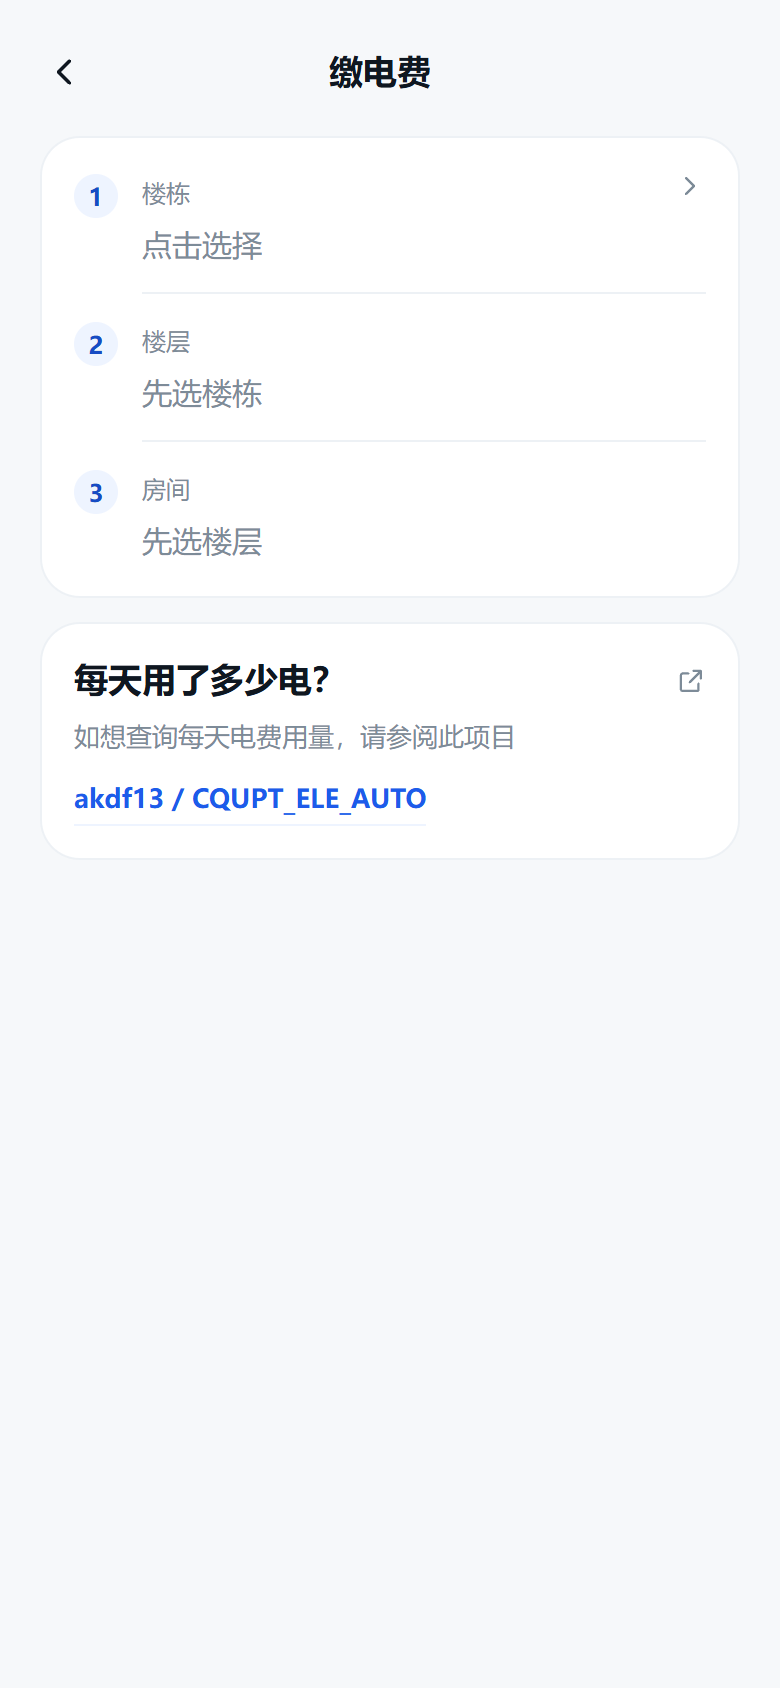 缴电费
1
楼栋
点击选择
2
楼层
先选楼栋
3
房间
先选楼层
每天用了多少电？
如想查询每天电费用量，请参阅此项目
akdf13 / CQUPT_ELE_AUTO